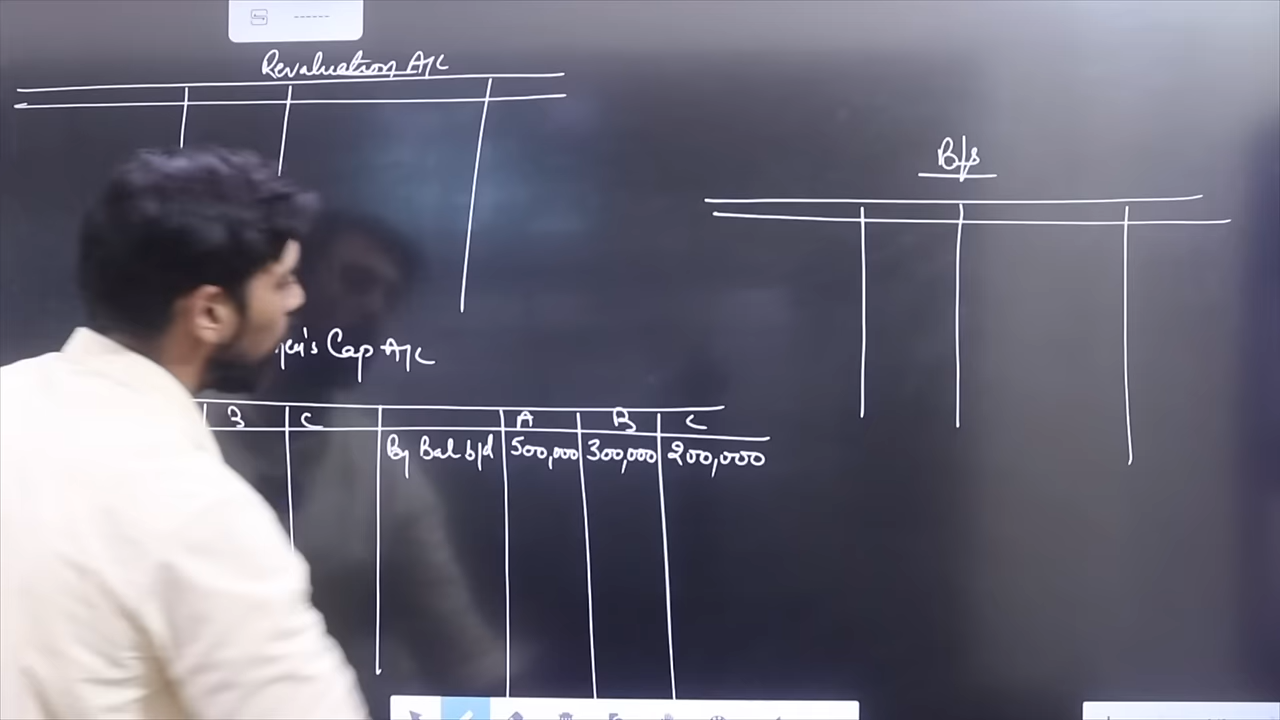 Revaluation A/C
B/s
Cap A/C
B C A B C
By Bal b/d 500,000 300,000 200,000